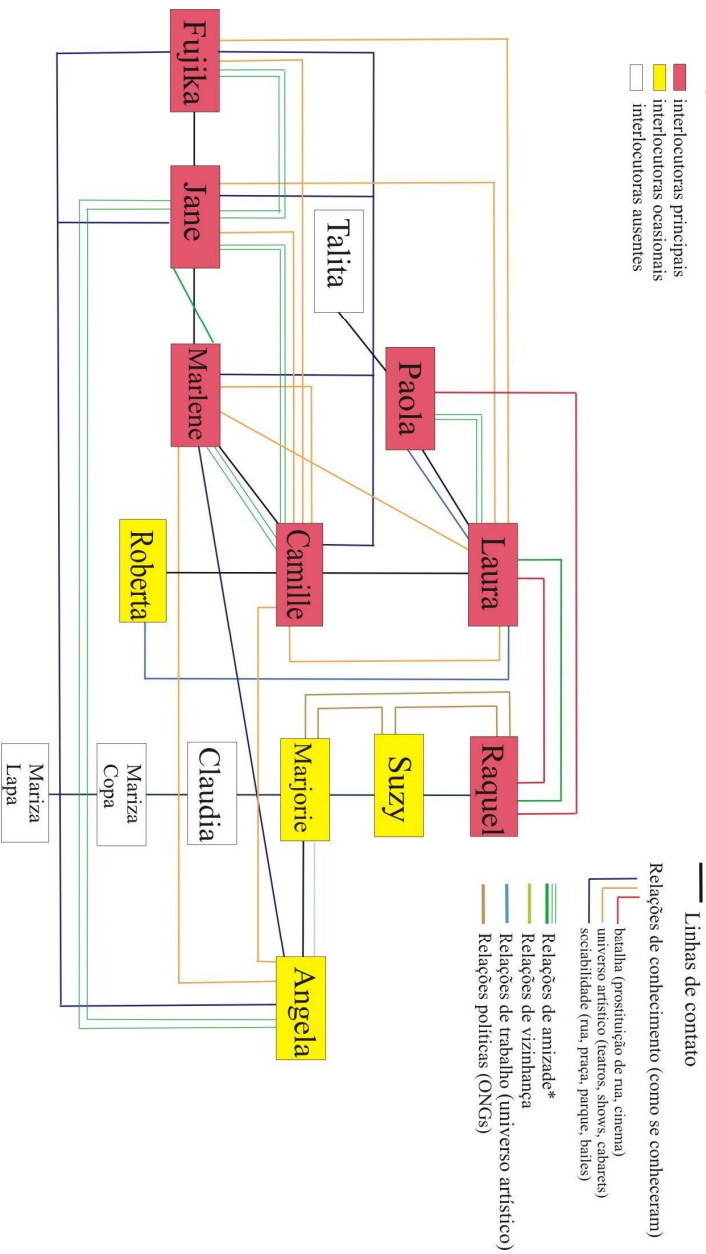 interlocutoras principais
interlocutoras ocasionais
interlocutoras ausentes
Linhas de contato
Relações de conhecimento (como se conheceram)
batalha (prostituição de rua, cinema)
universo artístico (teatros, shows, cabarets)
sociabilidade (rua, praça, parque, bailes)
Relações de amizade*
Relações de vizinhança
Relações de trabalho (universo artístico)
Relações políticas (ONGs)
Laura
Raquel
Paola
Suzy
Talita
Camille
Marjorie
Angela
Fujika
Jane
Marlene
Claudia
Roberta
Mariza
Copa
Mariza
Lapa